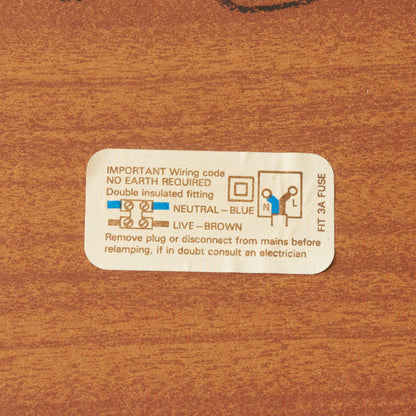 IMPORTANT Wiring code
NO EARTH REQUIRED
Double insulated fitting
NEUTRAL—BLUE
LIVE—BROWN
N L
FIT 3A FUSE
Remove plug or disconnect from mains before
relamping, if in doubt consult an electrician